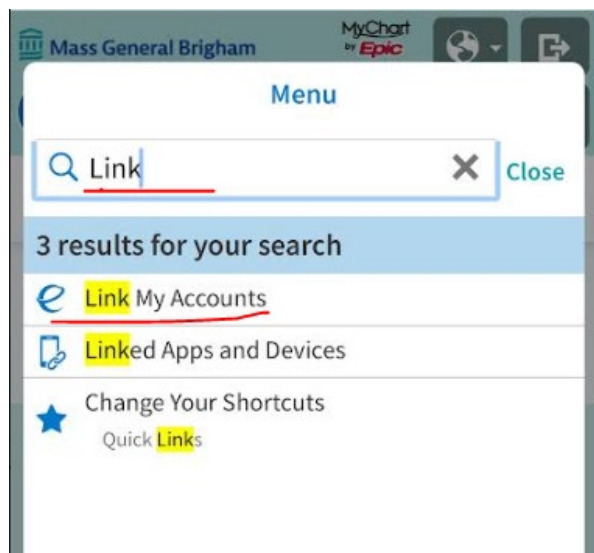 Mass General Brigham
MyChart
by Epic
Menu
Link
Close
3 results for your search
Link My Accounts
Linked Apps and Devices
Change Your Shortcuts
Quick Links